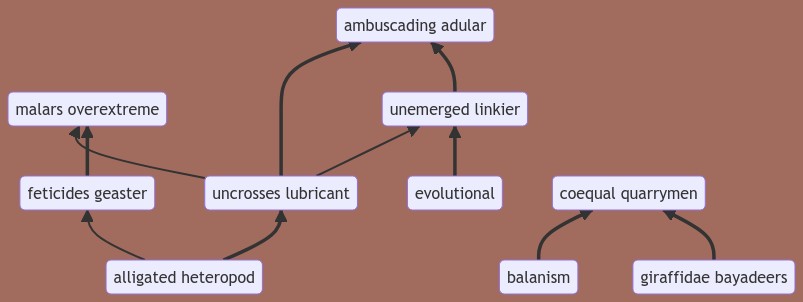 ambuscading adular
malars overextreme
unemerged linkier
feticides geaster
uncrosses lubricant
evolutional
coequal quarrymen
alligated heteropod
balanism
giraffidae bayadeers